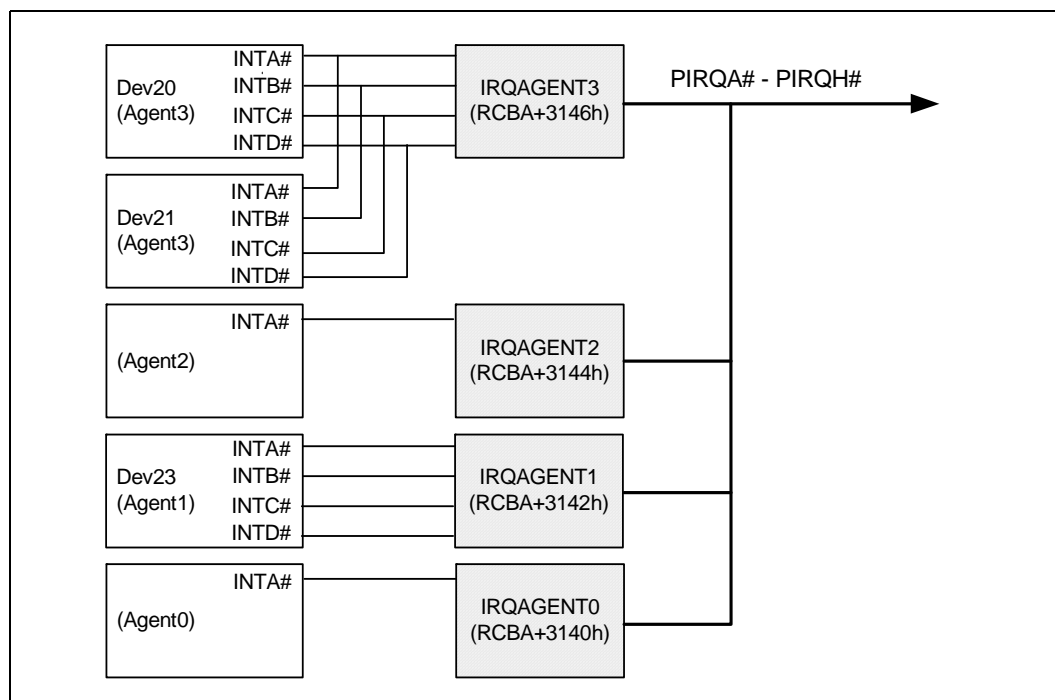 Dev20
(Agent3)
INTA#
INTB#
INTC#
INTD#
IRQAGENT3
(RCBA+3146h)
PIRQA# - PIRQH#
Dev21
(Agent3)
INTA#
INTB#
INTC#
INTD#
(Agent2)
INTA#
IRQAGENT2
(RCBA+3144h)
Dev23
(Agent1)
INTA#
INTB#
INTC#
INTD#
IRQAGENT1
(RCBA+3142h)
(Agent0)
INTA#
IRQAGENT0
(RCBA+3140h)